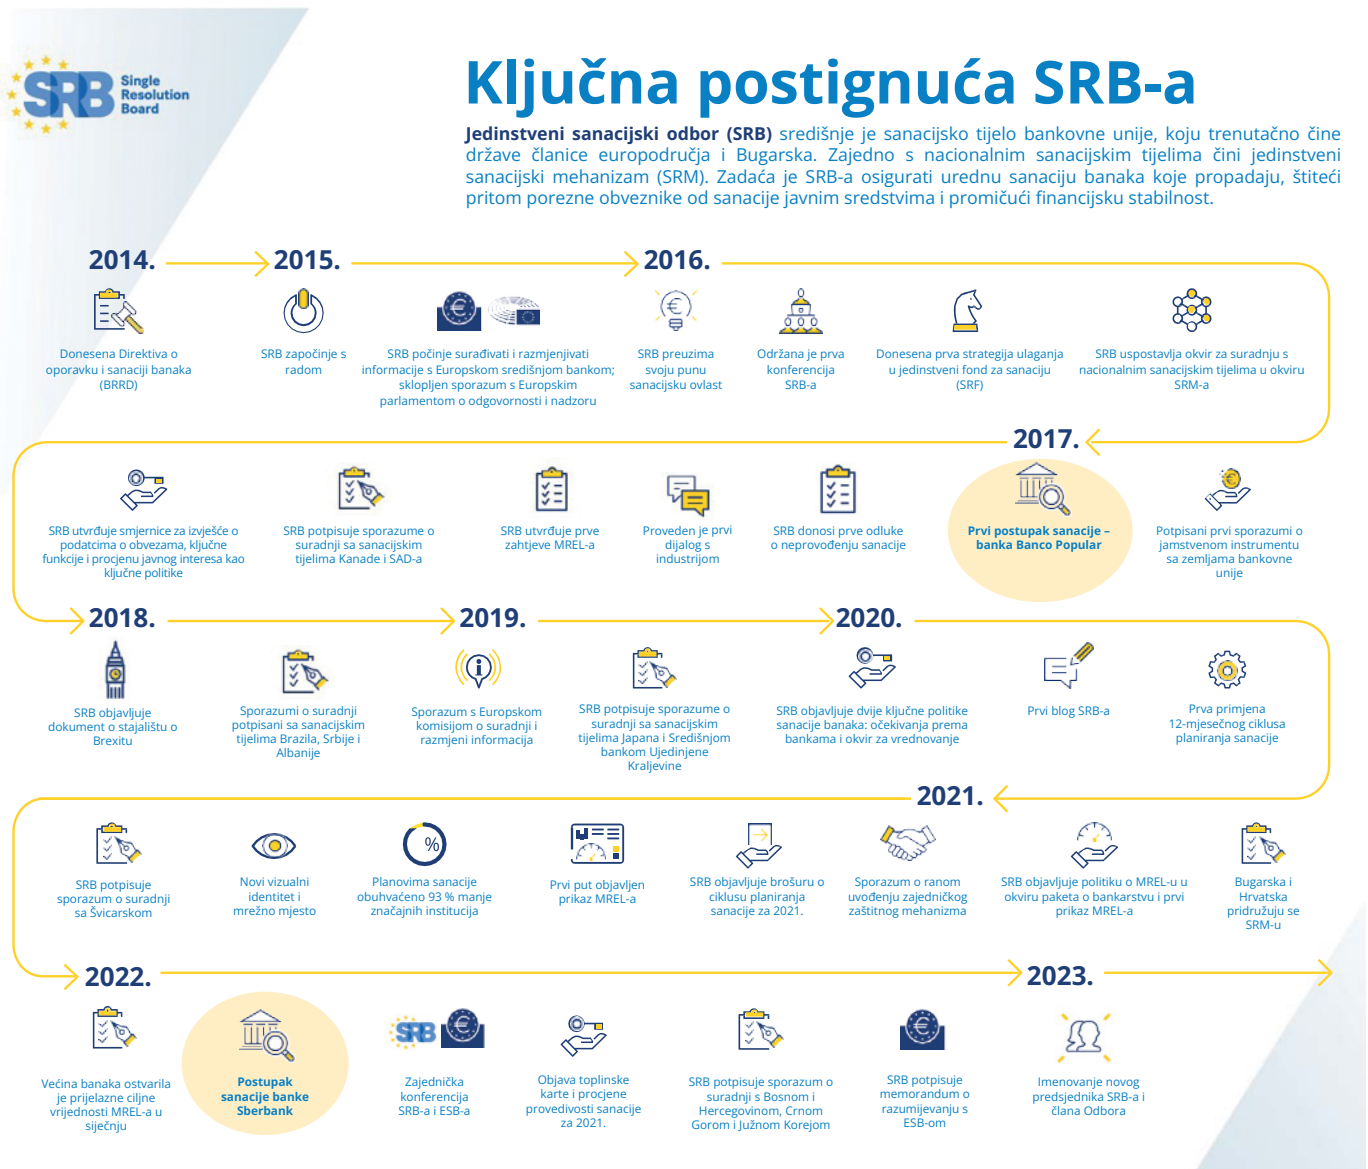 SRB
Single
Resolution
Board
Ključna postignuća SRB-a
Jedinstveni sanacijski odbor (SRB) središnje je sanacijsko tijelo bankovne unije, koju trenutačno čine
države članice europodručja i Bugarska. Zajedno s nacionalnim sanacijskim tijelima čini jedinstveni
sanacijski mehanizam (SRM). Zadaća je SRB-a osigurati urednu sanaciju banaka koje propadaju, štiteći
pritom porezne obveznike od sanacije javnim sredstvima i promičući financijsku stabilnost.
2014.
Donesena Direktiva o
oporavku i sanaciji banaka
(BRRD)
2015.
SRB započinje s
radom
SRB počinje surađivati i razmjenjivati
informacije s Europskom središnjom bankom;
sklopljen sporazum s Europskim
parlamentom o odgovornosti i nadzoru
2016.
SRB preuzima
svoju punu
sanacijsku ovlast
Održana je prva
konferencija
SRB-a
Donesena prva strategija ulaganja
u jedinstveni fond za sanaciju
(SRF)
SRB uspostavlja okvir za suradnju s
nacionalnim sanacijskim tijelima u okviru
SRM-a
2017.
SRB utvrđuje smjernice za izvješće o
podatcima o obvezama, ključne
funkcije i procjenu javnog interesa kao
ključne politike
SRB potpisuje sporazume o
suradnji sa sanacijskim
tijelima Kanade i SAD-a
SRB utvrđuje prve
zahtjeve MREL-a
Proveden je prvi
dijalog s
industrijom
SRB donosi prve odluke
o neprovođenju sanacije
Prvi postupak sanacije –
banka Banco Popular
Potpisani prvi sporazumi o
jamstvenom instrumentu
sa zemljama bankovne
unije
2018.
SRB objavljuje
dokument o stajalištu o
Brexitu
Sporazumi o suradnji
potpisani sa sanacijskim
tijelima Brazila, Srbije i
Albanije
2019.
Sporazum s Europskom
komisijom o suradnji i
razmjeni informacija
SRB potpisuje sporazume o
suradnji sa sanacijskim
tijelima Japana i Središnjom
bankom Ujedinjene
Kraljevine
2020.
SRB objavljuje dvije ključne politike
sanacije banaka: očekivanja prema
bankama i okvir za vrednovanje
Prvi blog SRB-a
Prva primjena
12-mjesečnog ciklusa
planiranja sanacije
2021.
SRB potpisuje
sporazum o suradnji
sa Švicarskom
Novi vizualni
identitet i
mrežno mjesto
%
Planovima sanacije
obuhvaćeno 93 % manje
značajnih institucija
Prvi put objavljen
prikaz MREL-a
SRB objavljuje brošuru o
ciklusu planiranja
sanacije za 2021.
Sporazum o ranom
uvođenju zajedničkog
zaštitnog mehanizma
SRB objavljuje politiku o MREL-u u
okviru paketa o bankarstvu i prvi
prikaz MREL-a
Bugarska i
Hrvatska
pridružuju se
SRM-u
2022.
Većina banaka ostvarila
je prijelazne ciljne
vrijednosti MREL-a u
siječnju
Postupak
sanacije banke
Sberbank
SRB
Zajednička
konferencija
SRB-a i ESB-a
Objava toplinske
karte i procjene
provedivosti sanacije
za 2021.
SRB potpisuje sporazum o
suradnji s Bosnom i
Hercegovinom, Crnom
Gorom i Južnom Korejom
SRB potpisuje
memorandum o
razumijevanju s
ESB-om
2023.
Imenovanje novog
predsjednika SRB-a i
člana Odbora